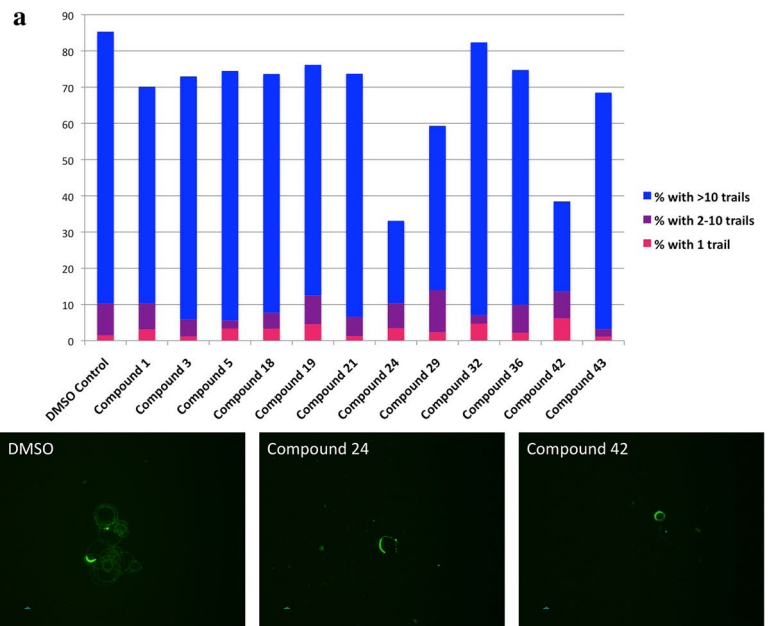 a
90
80
70
60
50
40
30
20
10
0
% with >10 trails
% with 2-10 trails
% with 1 trail
DMSO Control
Compound 1
Compound 3
Compound 5
Compound 18
Compound 19
Compound 21
Compound 24
Compound 29
Compound 32
Compound 36
Compound 42
Compound 43
DMSO
Compound 24
Compound 42